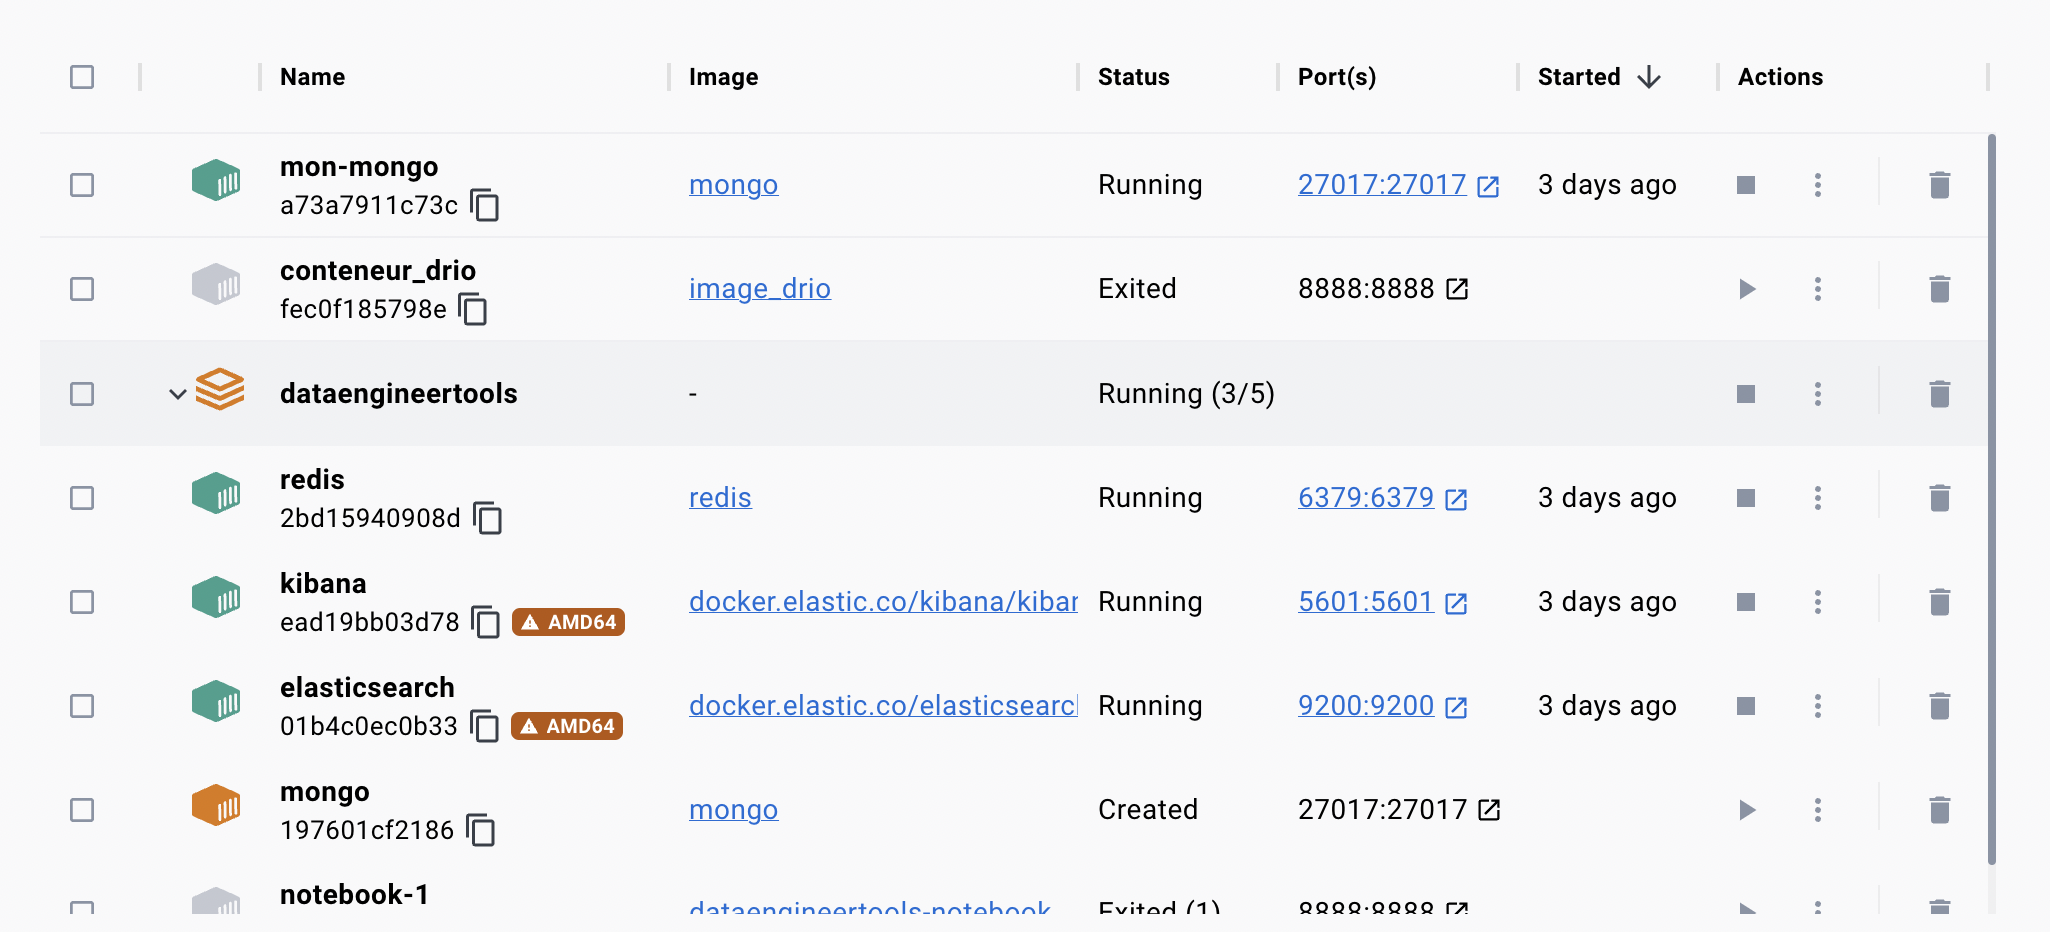 Name Image Status Port(s) Started Actions
mon-mongo
a73a7911c73c mongo Running 27017:27017 3 days ago
conteneur_drio
fec0f185798e image_drio Exited 8888:8888
dataengineertools - Running (3/5)
redis
2bd15940908d redis Running 6379:6379 3 days ago
kibana
ead19bb03d78 AMD64 docker.elastic.co/kibana/kibar Running 5601:5601 3 days ago
elasticsearch
01b4c0ec0b33 AMD64 docker.elastic.co/elasticsearcl Running 9200:9200 3 days ago
mongo
197601cf2186 mongo Created 27017:27017
notebook-1
dataengineertools-notebook Exited (1) 8888:8888